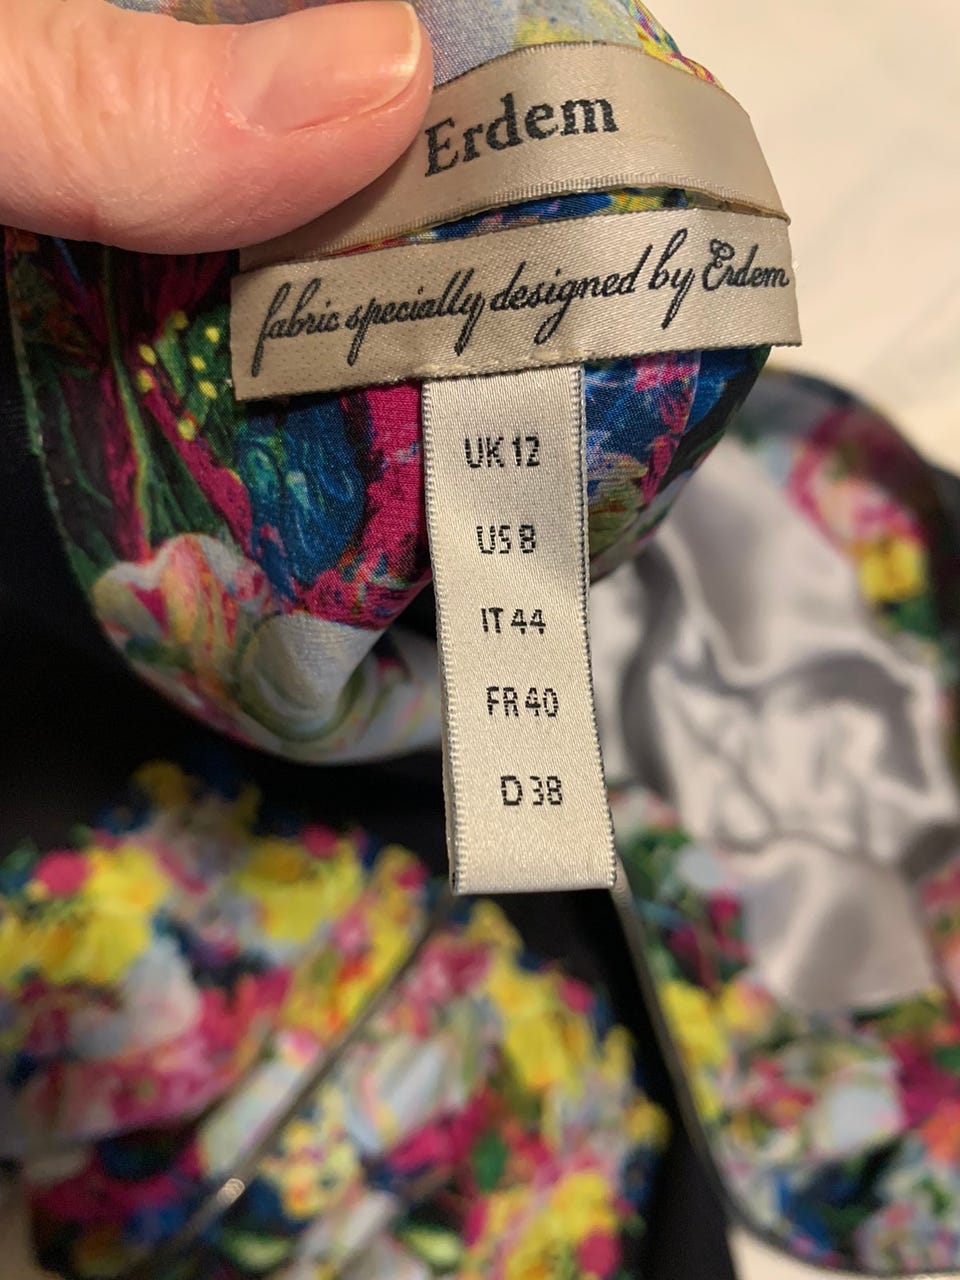 Erdem
fabric specially designed by Erdem
UK 12
US 8
IT 44
FR 40
D 38